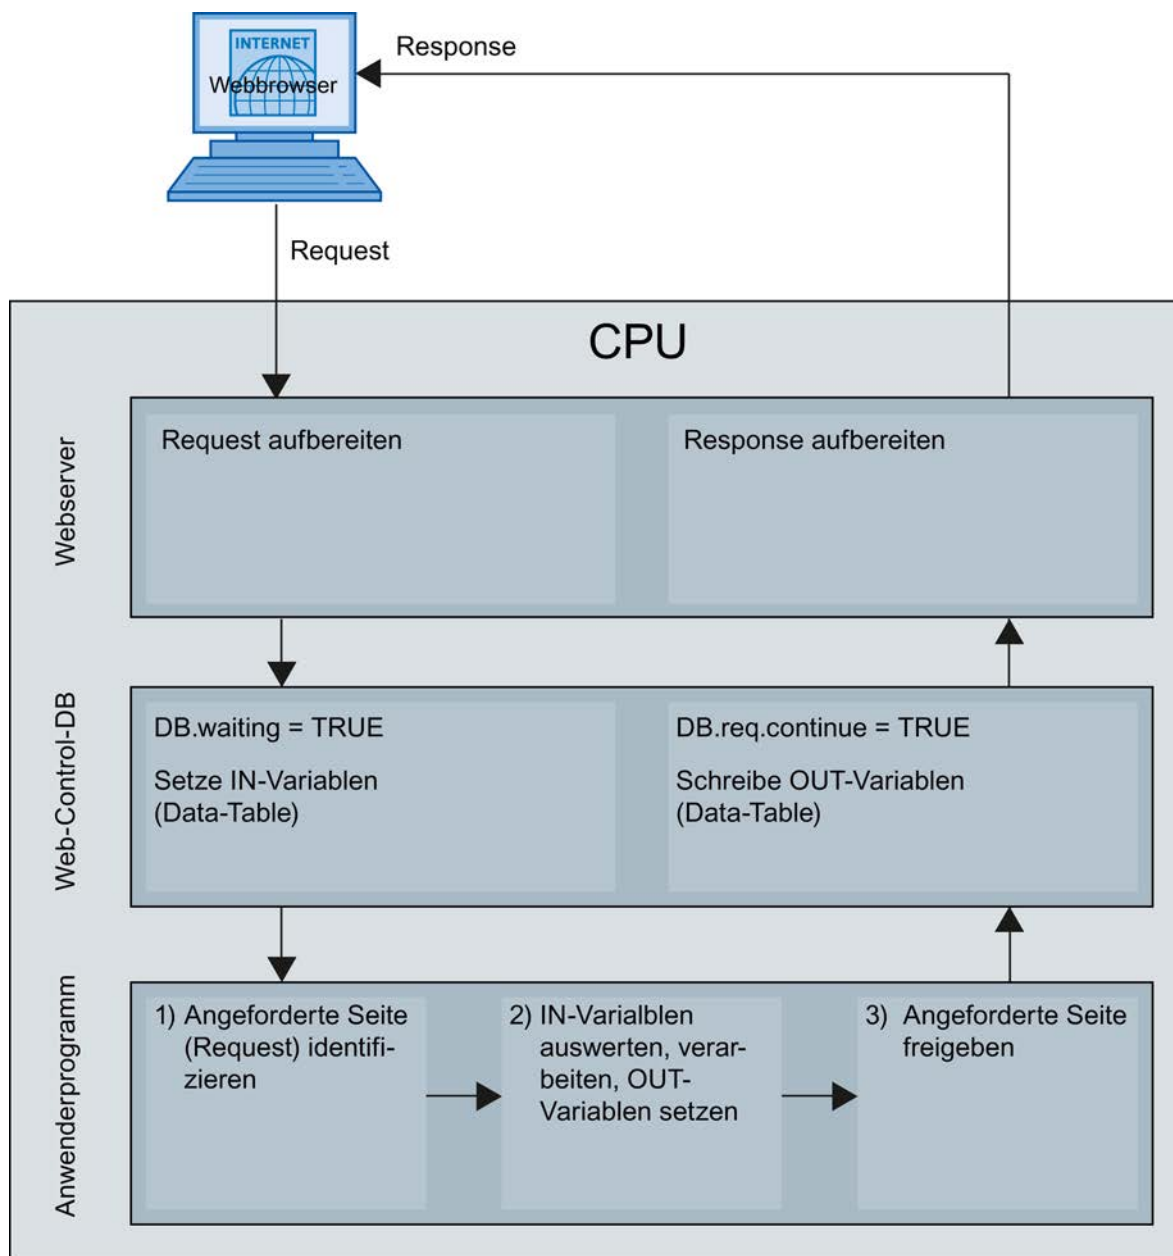 INTERNET
Webbrowser
Response
Request
CPU
Webserver
Request aufbereiten
Response aufbereiten
Web-Control-DB
DB.waiting = TRUE
Setze IN-Variablen
(Data-Table)
DB.req.continue = TRUE
Schreibe OUT-Variablen
(Data-Table)
Anwenderprogramm
1) Angeforderte Seite
(Request) identifi-
zieren
2) IN-Varialblen
auswerten, verar-
beiten, OUT-
Variablen setzen
3) Angeforderte Seite
freigeben